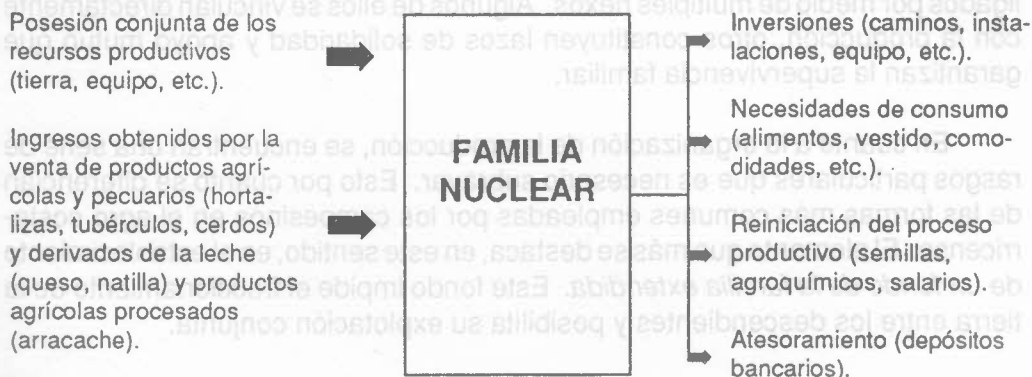 Posesión conjunta de los
recursos productivos
(tierra, equipo, etc.).
Ingresos obtenidos por la
venta de productos agrí-
colas y pecuarios (horta-
lizas, tubérculos, cerdos)
y derivados de la leche
(queso, natilla) y productos
agrícolas procesados
(arracache).
FAMILIA
NUCLEAR
Inversiones (caminos, insta-
laciones, equipo, etc.).
Necesidades de consumo
(alimentos, vestido, como-
didades, etc.).
Reiniciación del proceso
productivo (semillas,
agroquímicos, salarios).
Atesoramiento (depósitos
bancarios).